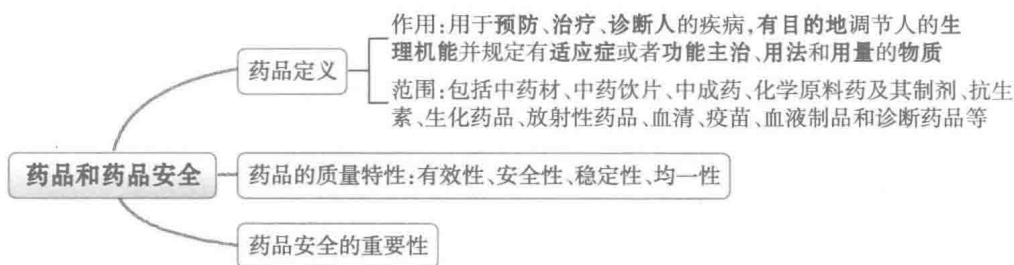 作用:用于预防、治疗、诊断人的疾病,有目的地调节人的生
理机能并规定有适应症或者功能主治、用法和用量的物质
药品定义
范围:包括中药材、中药饮片、中成药、化学原料药及其制剂、抗生
素、生化药品、放射性药品、血清、疫苗、血液制品和诊断药品等
药品和药品安全
药品的质量特性:有效性、安全性、稳定性、均一性
药品安全的重要性